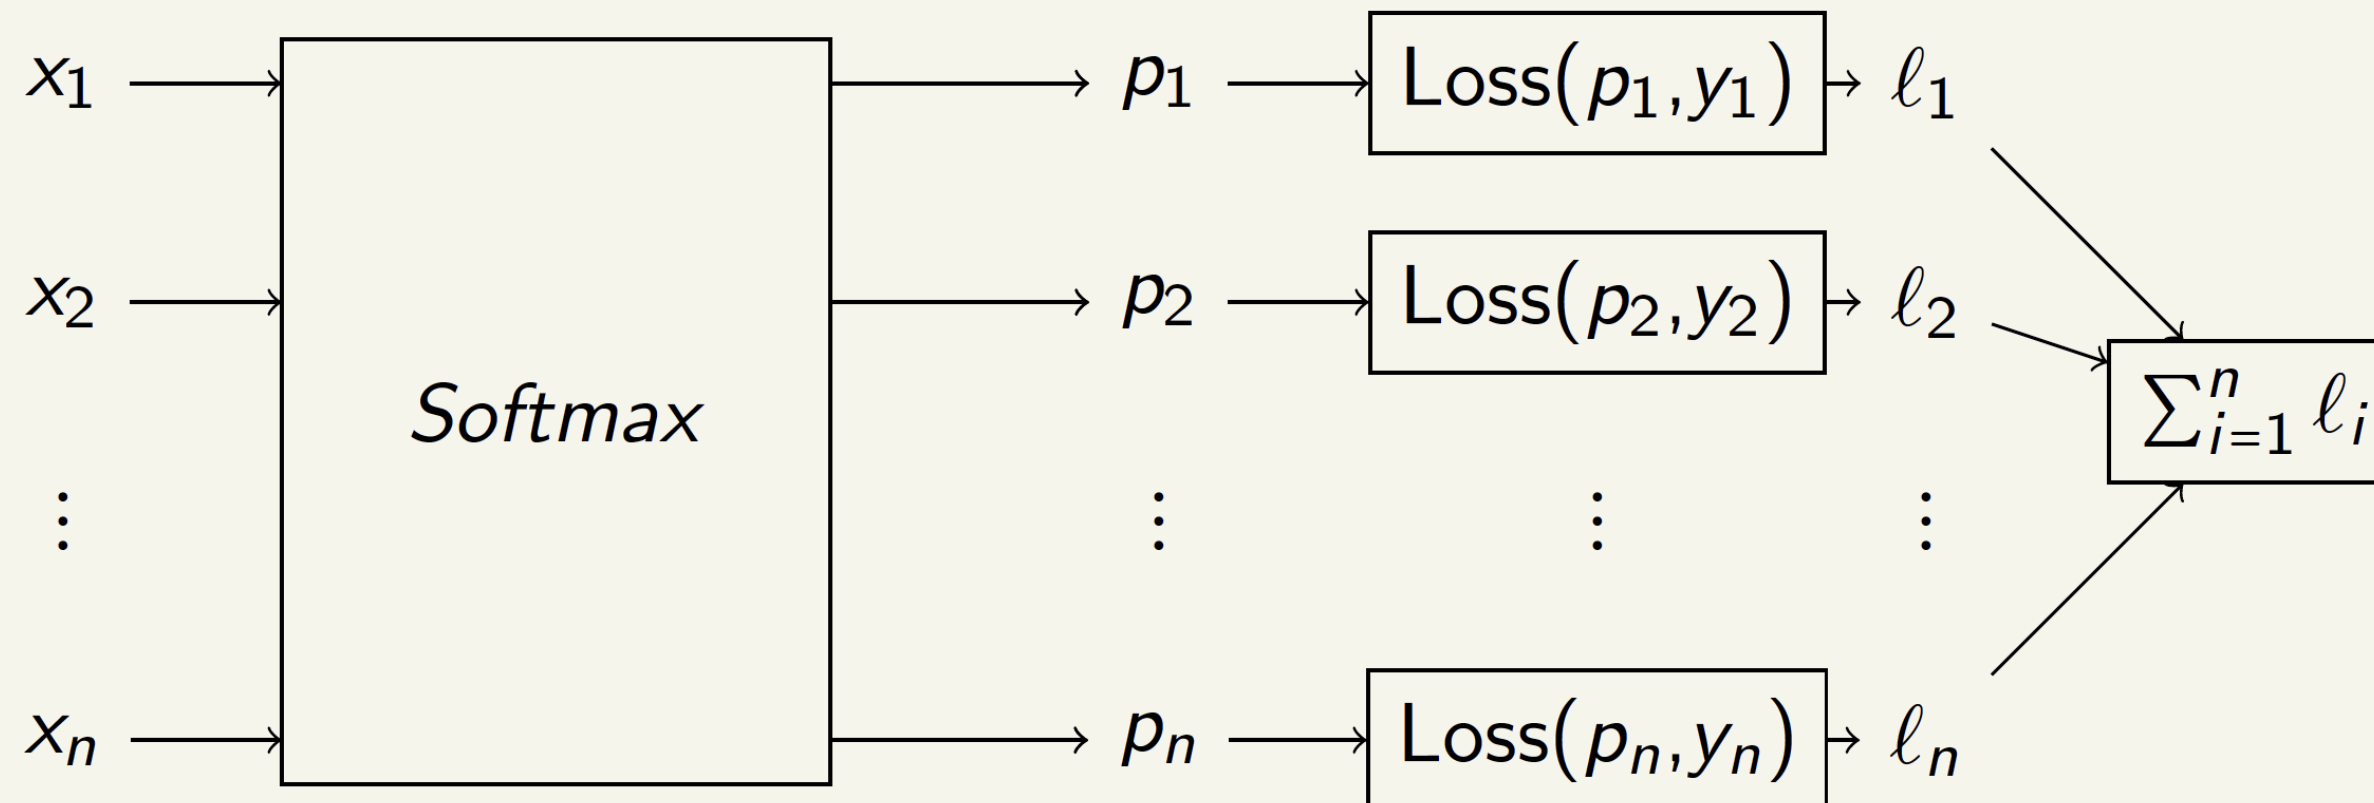 x₁ p₁ Loss(p₁,y₁) ℓ₁
x₂ p₂ Loss(p₂,y₂) ℓ₂
Softmax
∑ⁿᵢ₌₁ ℓᵢ
⋮ ⋮ ⋮ ⋮
xₙ pₙ Loss(pₙ,yₙ) ℓₙ